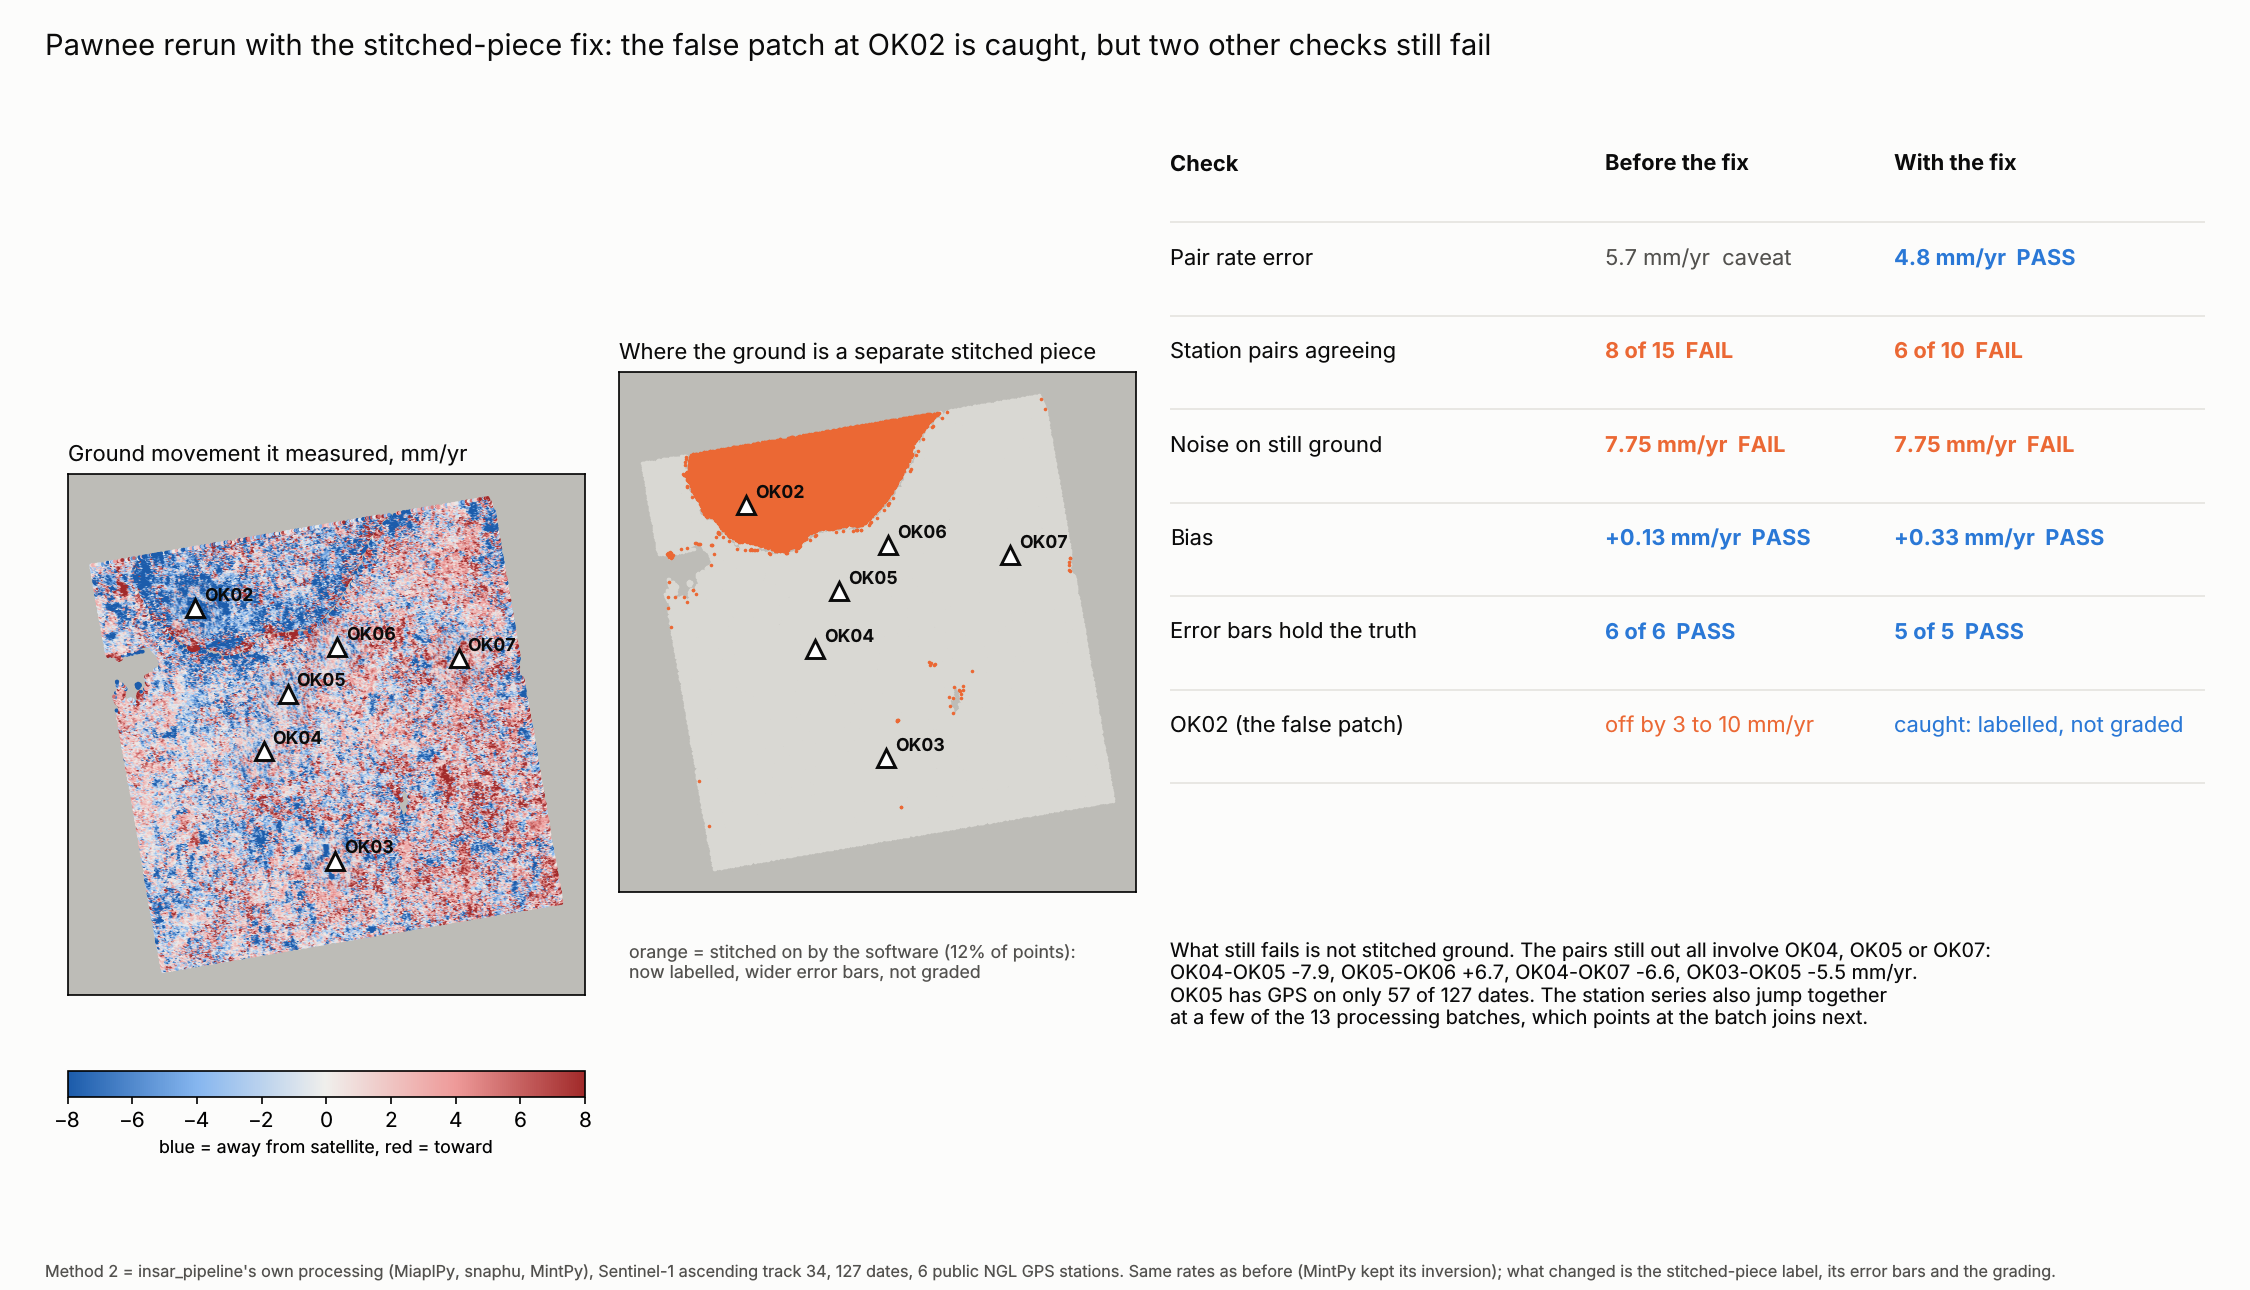 Pawnee rerun with the stitched-piece fix: the false patch at OK02 is caught, but two other checks still fail
Ground movement it measured, mm/yr
OK02
OK06
OK07
OK05
OK04
OK03
−8 −6 −4 −2 0 2 4 6 8
blue = away from satellite, red = toward
Where the ground is a separate stitched piece
OK02
OK06
OK07
OK05
OK04
OK03
orange = stitched on by the software (12% of points):
now labelled, wider error bars, not graded
Check Before the fix With the fix
Pair rate error 5.7 mm/yr caveat 4.8 mm/yr PASS
Station pairs agreeing 8 of 15 FAIL 6 of 10 FAIL
Noise on still ground 7.75 mm/yr FAIL 7.75 mm/yr FAIL
Bias +0.13 mm/yr PASS +0.33 mm/yr PASS
Error bars hold the truth 6 of 6 PASS 5 of 5 PASS
OK02 (the false patch) off by 3 to 10 mm/yr caught: labelled, not graded
What still fails is not stitched ground. The pairs still out all involve OK04, OK05 or OK07:
OK04-OK05 -7.9, OK05-OK06 +6.7, OK04-OK07 -6.6, OK03-OK05 -5.5 mm/yr.
OK05 has GPS on only 57 of 127 dates. The station series also jump together
at a few of the 13 processing batches, which points at the batch joins next.
Method 2 = insar_pipeline's own processing (MiaplPy, snaphu, MintPy), Sentinel-1 ascending track 34, 127 dates, 6 public NGL GPS stations. Same rates as before (MintPy kept its inversion); what changed is the stitched-piece label, its error bars and the grading.